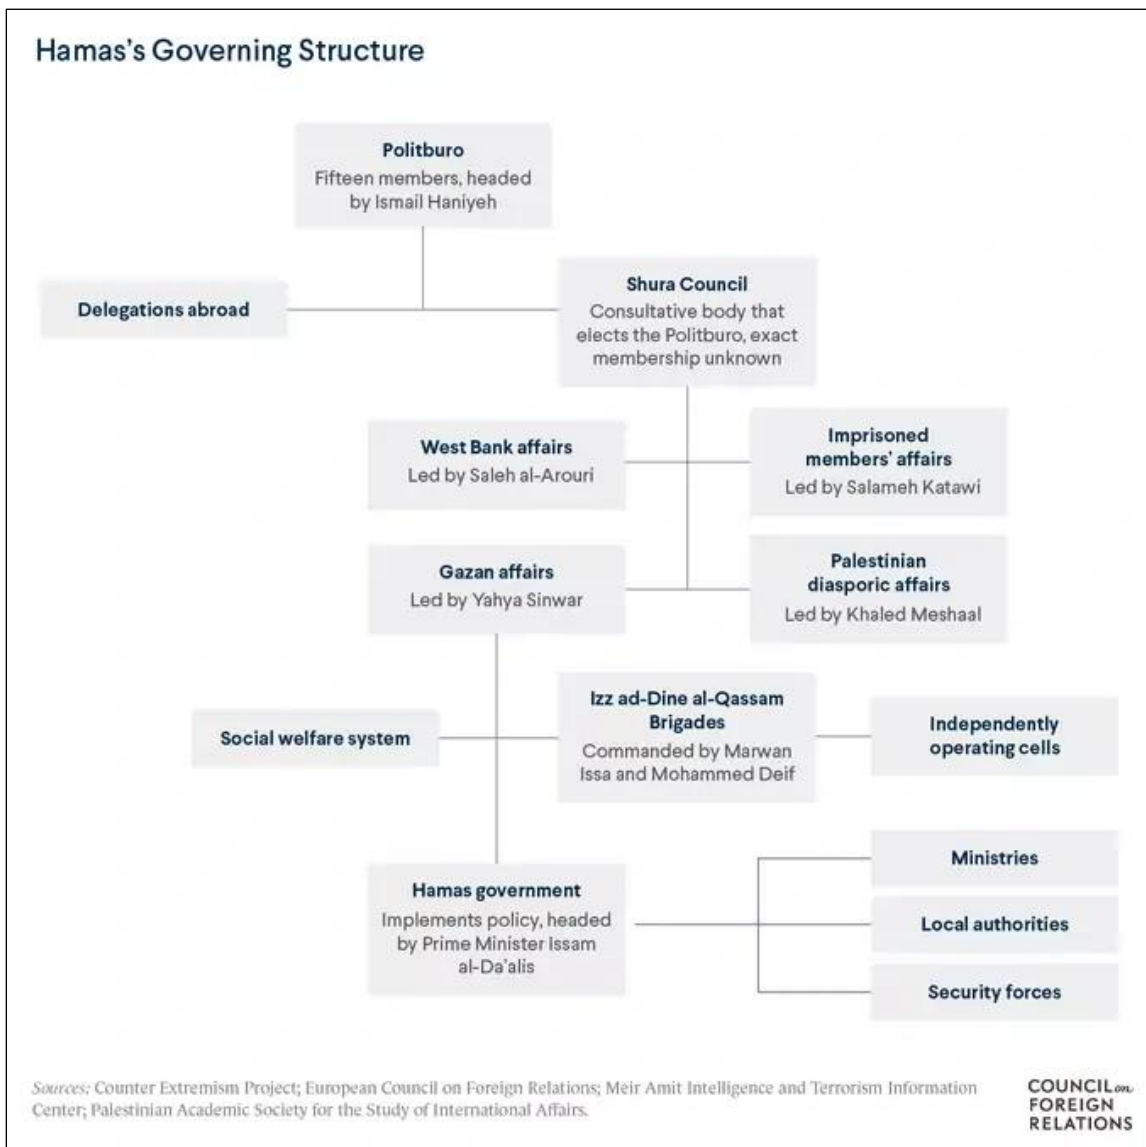 Hamas's Governing Structure
Politburo
Fifteen members, headed
by Ismail Haniyeh
Delegations abroad
Shura Council
Consultative body that
elects the Politburo, exact
membership unknown
West Bank affairs
Led by Saleh al-Arouri
Imprisoned
members' affairs
Led by Salameh Katawi
Gazan affairs
Led by Yahya Sinwar
Palestinian
diasporic affairs
Led by Khaled Meshaal
Social welfare system
Izz ad-Dine al-Qassam
Brigades
Commanded by Marwan
Issa and Mohammed Deif
Independently
operating cells
Hamas government
Implements policy, headed
by Prime Minister Issam
al-Da'alis
Ministries
Local authorities
Security forces
Sources: Counter Extremism Project; European Council on Foreign Relations; Meir Amit Intelligence and Terrorism Information
Center; Palestinian Academic Society for the Study of International Affairs.
COUNCIL on
FOREIGN
RELATIONS